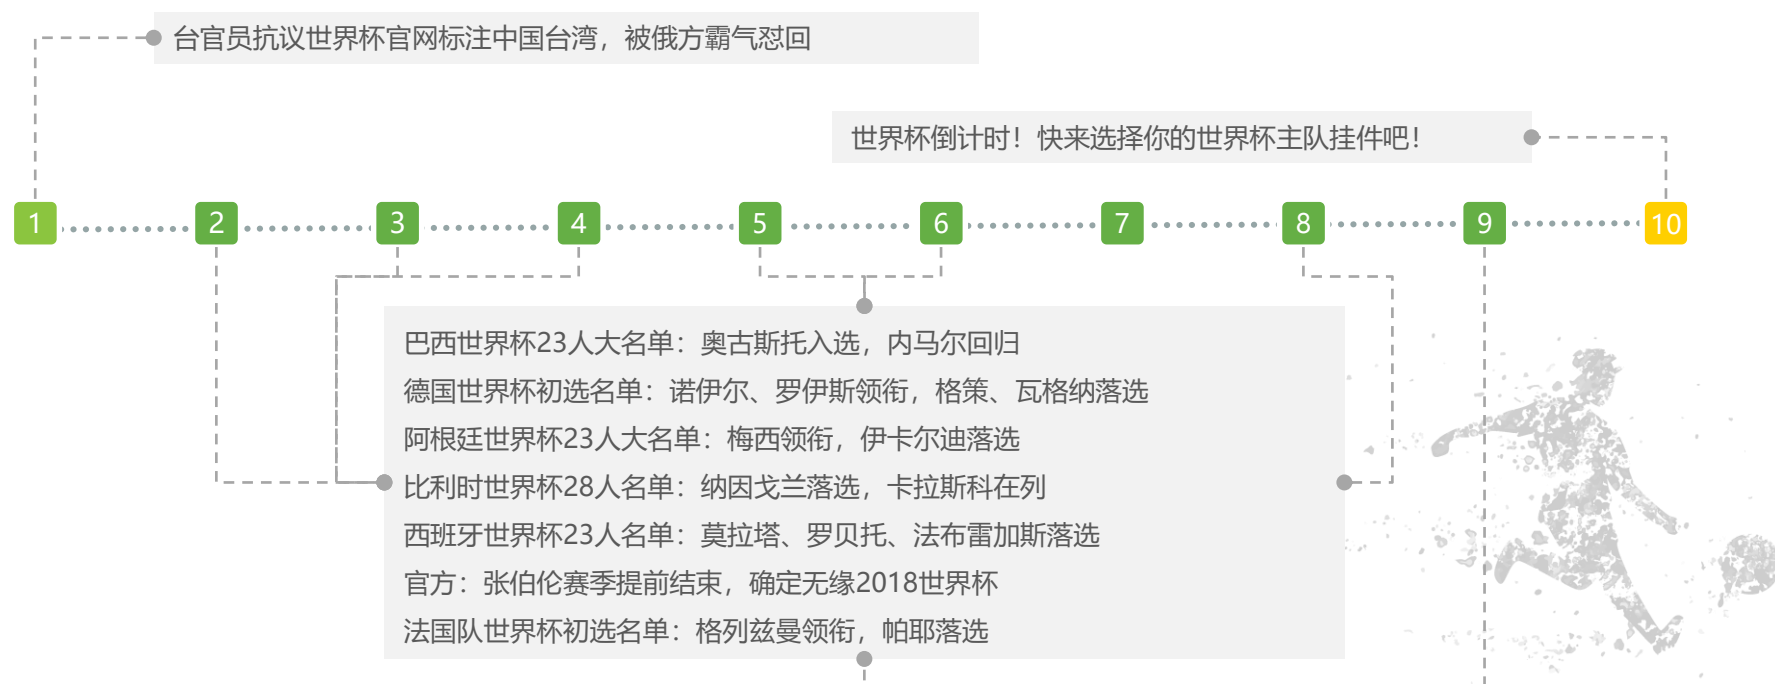 台官员抗议世界杯官网标注中国台湾，被俄方霸气怼回
世界杯倒计时！快来选择你的世界杯主队挂件吧！
1 2 3 4 5 6 7 8 9 10
巴西世界杯23人大名单：奥古斯托入选，内马尔回归
德国世界杯初选名单：诺伊尔、罗伊斯领衔，格策、瓦格纳落选
阿根廷世界杯23人大名单：梅西领衔，伊卡尔迪落选
比利时世界杯28人名单：纳因戈兰落选，卡拉斯科在列
西班牙世界杯23人名单：莫拉塔、罗贝托、法布雷加斯落选
官方：张伯伦赛季提前结束，确定无缘2018世界杯
法国队世界杯初选名单：格列兹曼领衔，帕耶落选